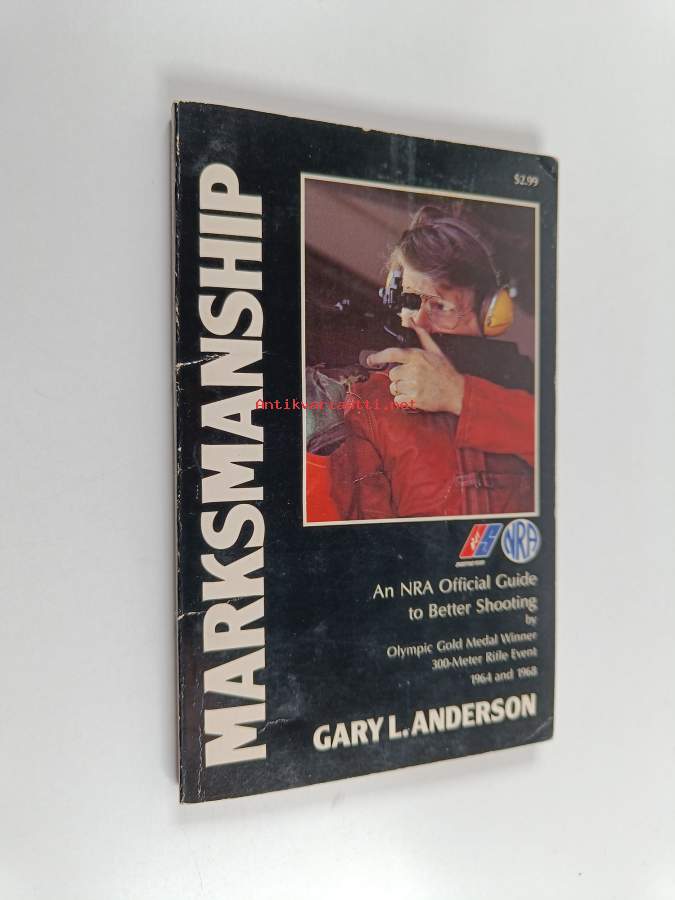 MARKSMANSHIP
$2.99
Antikvariaatti.net
US
NRA
An NRA Official Guide
to Better Shooting
by
Olympic Gold Medal Winner
300-Meter Rifle Event
1964 and 1968
GARY L. ANDERSON